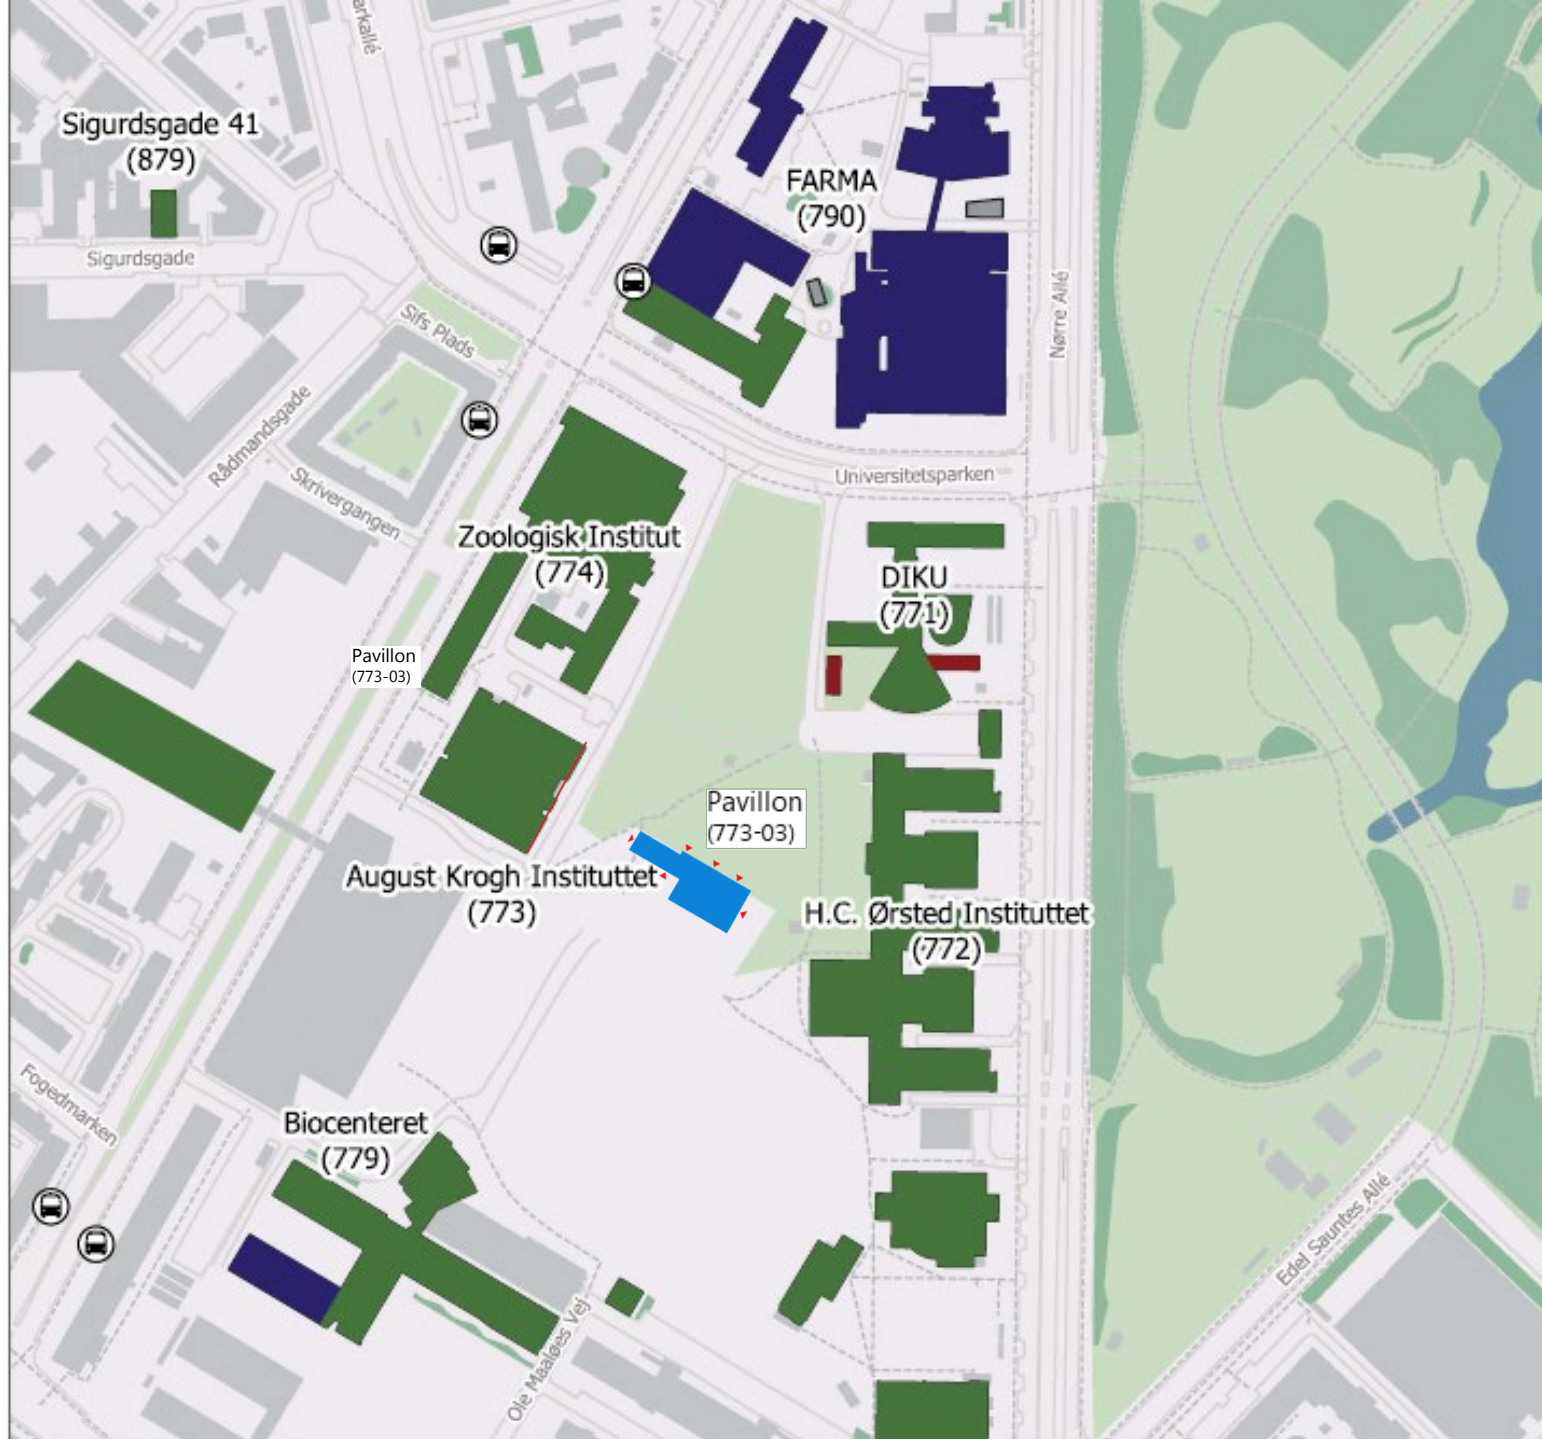 arkallé
Sigurdsgade 41
(879)
Sigurdsgade
FARMA
(790)
Nørre Allé
Sifs Plads
Rådmandsgade
Skrivergangen
Universitetsparken
Zoologisk Institut
(774)
DIKU
(771)
Pavillon
(773-03)
Pavillon
(773-03)
August Krogh Instituttet
(773)
H.C. Ørsted Instituttet
(772)
Fogedmarken
Biocenteret
(779)
Edel Sauntes Allé
Ole Maaløes Vej